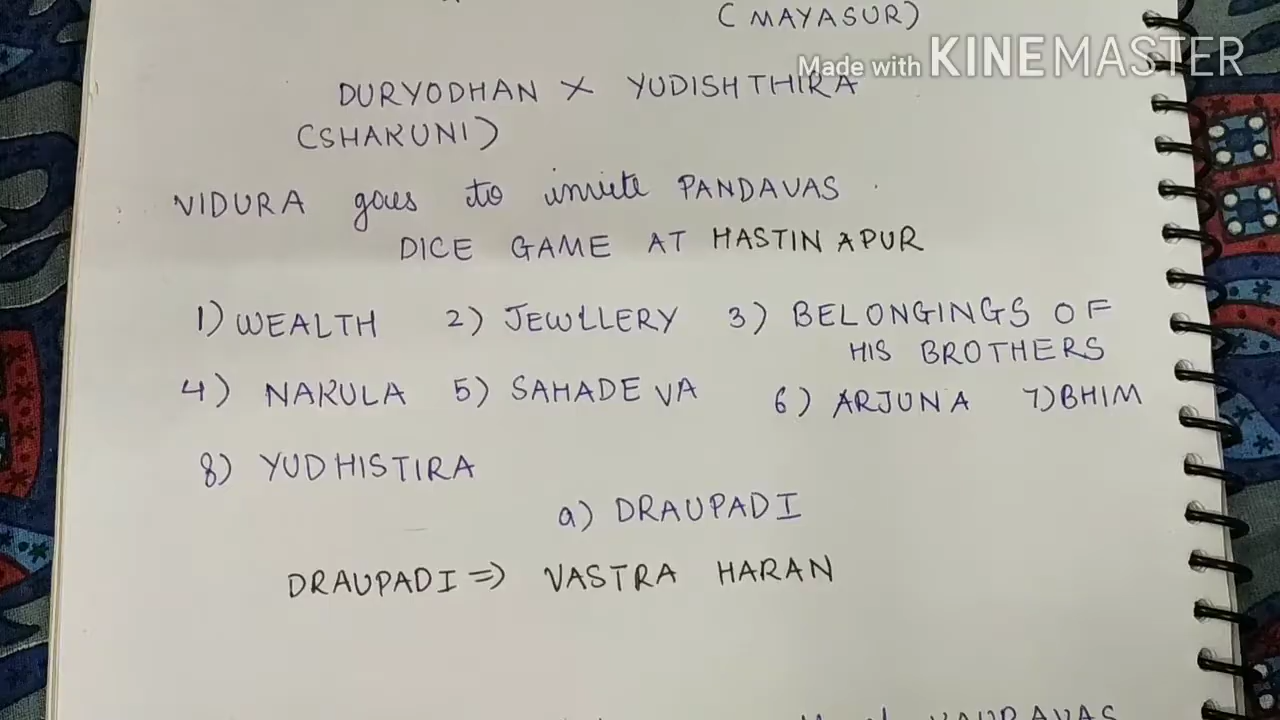 (MAYASUR)
Made with KINEMASTER
DURYODHAN X YUDISHTHIRA
(SHAKUNI)
VIDURA goes to invite PANDAVAS
DICE GAME AT HASTINAPUR
1) WEALTH 2) JEWLLERY 3) BELONGINGS OF
HIS BROTHERS
4) NAKULA 5) SAHADEVA 6) ARJUNA 7) BHIM
8) YUDHISTIRA
a) DRAUPADI
DRAUPADI => VASTRA HARAN
KAURAVAS